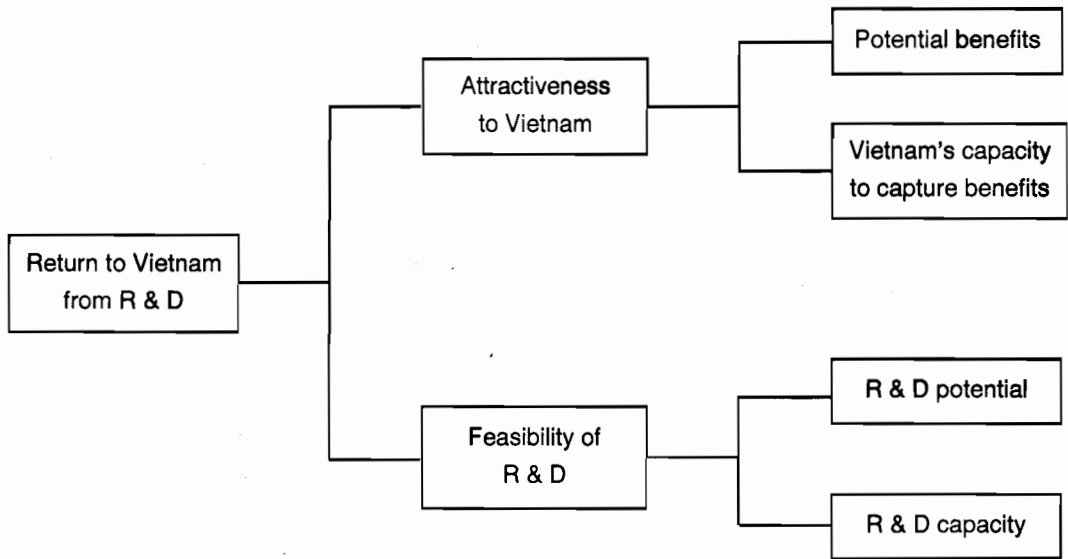 Potential benefits
Attractiveness
to Vietnam
Vietnam's capacity
to capture benefits
Return to Vietnam
from R & D
R & D potential
Feasibility of
R & D
R & D capacity